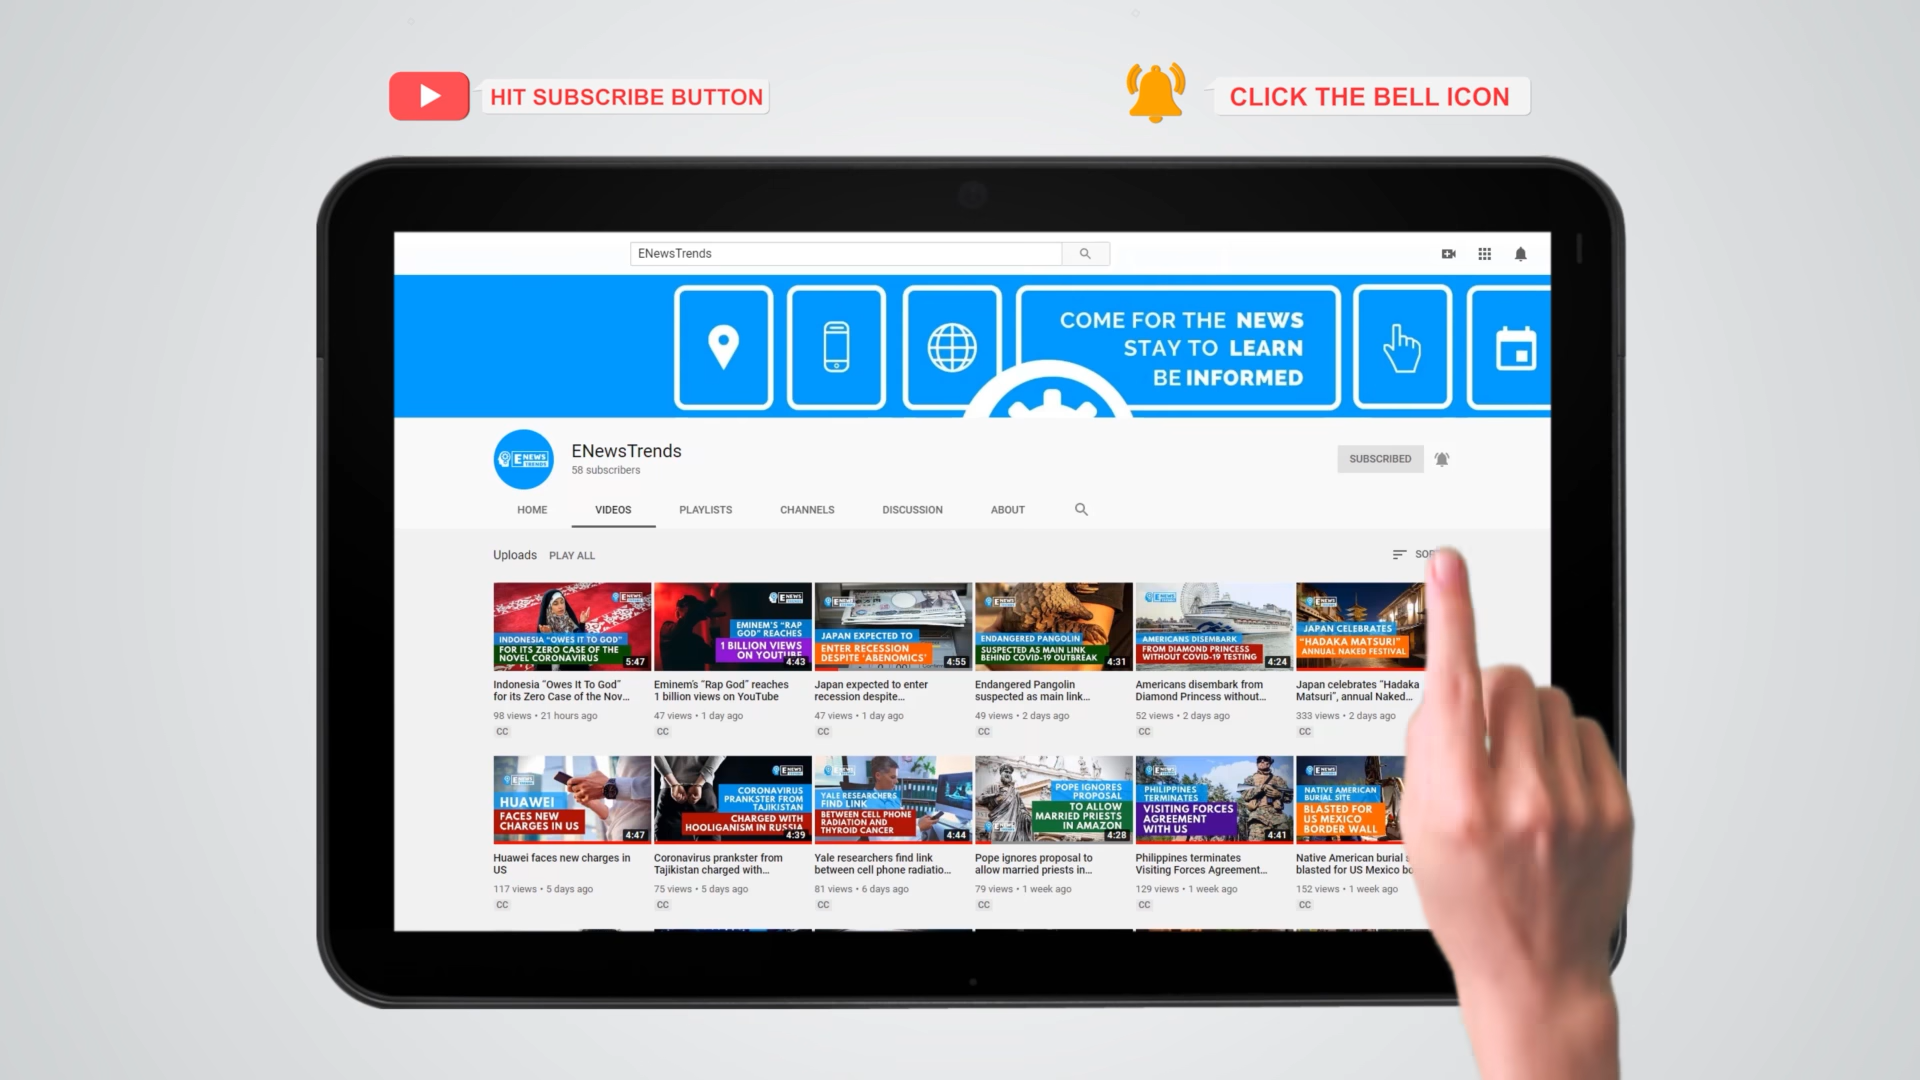 HIT SUBSCRIBE BUTTON
CLICK THE BELL ICON
ENewsTrends
COME FOR THE NEWS
STAY TO LEARN
BE INFORMED
E NEWS
TRENDS
ENewsTrends
58 subscribers
SUBSCRIBED
HOME VIDEOS PLAYLISTS CHANNELS DISCUSSION ABOUT
Uploads PLAY ALL
INDONESIA "OWES IT TO GOD"
FOR ITS ZERO CASE OF THE
NOVEL CORONAVIRUS
5:47
EMINEM'S "RAP
GOD" REACHES
1 BILLION VIEWS
ON YOUTUBE
4:43
JAPAN EXPECTED TO
ENTER RECESSION
DESPITE 'ABENOMICS'
4:55
ENDANGERED PANGOLIN
SUSPECTED AS MAIN LINK
BEHIND COVID-19 OUTBREAK
4:31
AMERICANS DISEMBARK
FROM DIAMOND PRINCESS
WITHOUT COVID-19 TESTING
4:24
JAPAN CELEBRATES
"HADAKA MATSURI"
ANNUAL NAKED FESTIVAL
Indonesia "Owes It To God"
for its Zero Case of the Nov...
98 views • 21 hours ago
CC
Eminem's "Rap God" reaches
1 billion views on YouTube
47 views • 1 day ago
CC
Japan expected to enter
recession despite...
47 views • 1 day ago
CC
Endangered Pangolin
suspected as main link...
49 views • 2 days ago
CC
Americans disembark from
Diamond Princess without...
52 views • 2 days ago
CC
Japan celebrates "Hadaka
Matsuri", annual Naked...
333 views • 2 days ago
CC
HUAWEI
FACES NEW
CHARGES IN US
4:47
CORONAVIRUS
PRANKSTER FROM
TAJIKISTAN
CHARGED WITH
HOOLIGANISM IN RUSSIA
4:39
YALE RESEARCHERS
FIND LINK
BETWEEN CELL PHONE
RADIATION AND
THYROID CANCER
4:44
POPE IGNORES
PROPOSAL
TO ALLOW
MARRIED PRIESTS
IN AMAZON
4:28
PHILIPPINES
TERMINATES
VISITING FORCES
AGREEMENT
WITH US
4:41
NATIVE AMERICAN
BURIAL SITE
BLASTED FOR
US MEXICO
BORDER WALL
Huawei faces new charges in
US
117 views • 5 days ago
CC
Coronavirus prankster from
Tajikistan charged with...
75 views • 5 days ago
CC
Yale researchers find link
between cell phone radiatio...
81 views • 6 days ago
CC
Pope ignores proposal to
allow married priests in...
79 views • 1 week ago
CC
Philippines terminates
Visiting Forces Agreement...
129 views • 1 week ago
CC
Native American burial
blasted for US Mexico
152 views • 1 week ago
CC